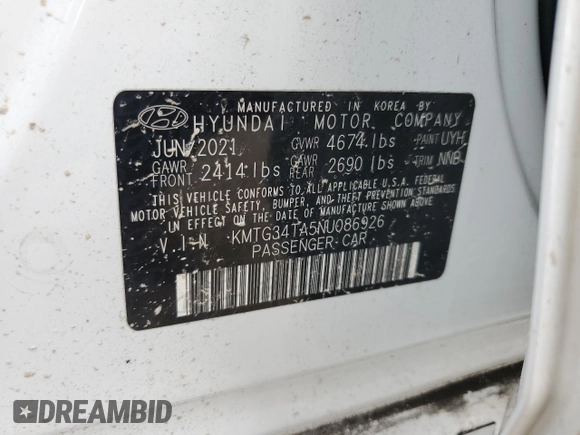 MANUFACTURED IN KOREA BY
HYUNDAI MOTOR COMPANY
JUN/2021 GVWR 4674 lbs PAINT UYH
GAWR FRONT 2414 lbs GAWR REAR 2690 lbs TRIM NNB
THIS VEHICLE CONFORMS TO ALL APPLICABLE U.S.A. FEDERAL
MOTOR VEHICLE SAFETY, BUMPER, AND THEFT PREVENTION STANDARDS
IN EFFECT ON THE DATE OF MANUFACTURE SHOWN ABOVE.
V I N KMTG34TA5NU086926
PASSENGER CAR
DREAMBID